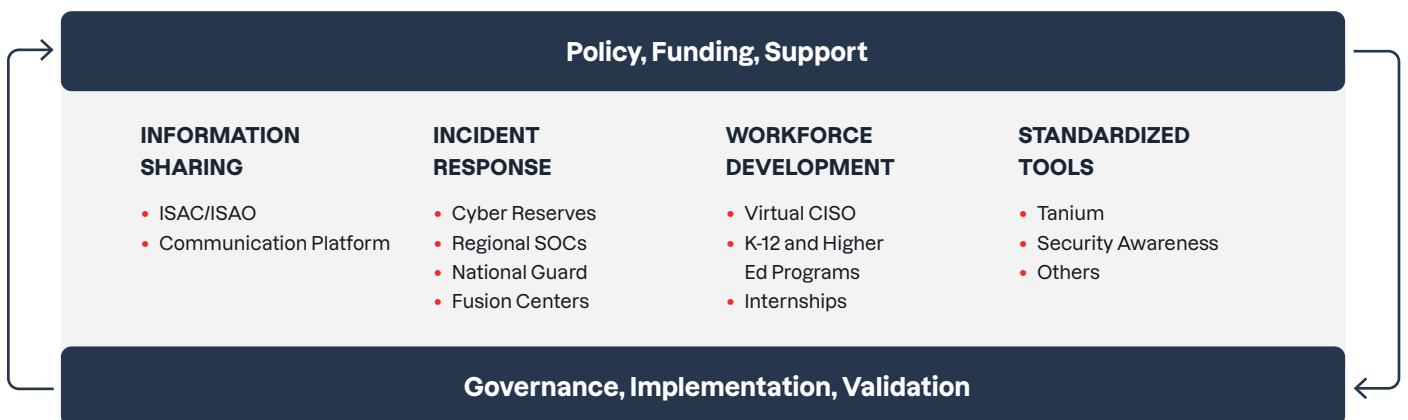 Policy, Funding, Support
INFORMATION
SHARING
• ISAC/ISAO
• Communication Platform
INCIDENT
RESPONSE
• Cyber Reserves
• Regional SOCs
• National Guard
• Fusion Centers
WORKFORCE
DEVELOPMENT
• Virtual CISO
• K-12 and Higher
Ed Programs
• Internships
STANDARDIZED
TOOLS
• Tanium
• Security Awareness
• Others
Governance, Implementation, Validation